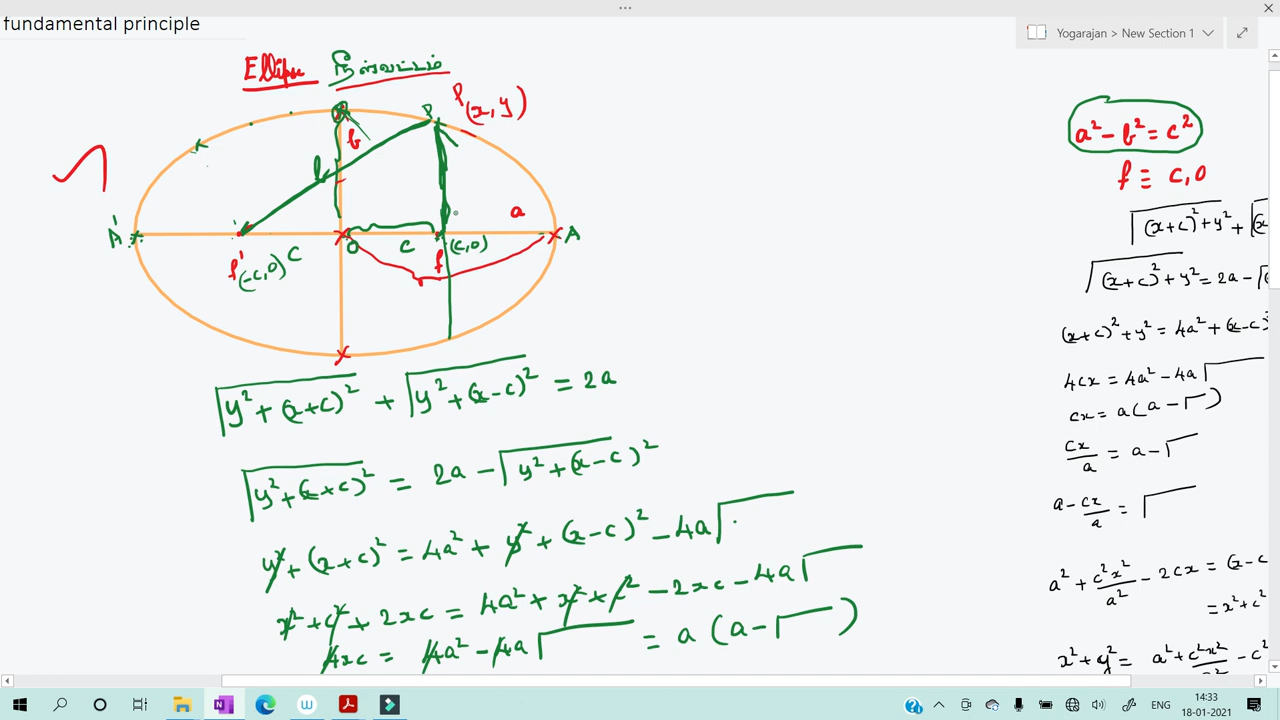 fundamental principle
Yogarajan > New Section 1
Ellipse நீள்வட்டம்
P (x, y)
b
a
A' O C (c,0) A
f' (-c,0) C f
a² - b² = c²
f ≡ c,0
√(x+c)²+y² +
√(x+c)²+y² = 2a -
(x+c)²+y² = 4a²+(x-c)
4cx = 4a² - 4a√
cx = a(a-√)
cx/a = a-√
a - cx/a = √
a² + c²x²/a² - 2cx = (x-c
= x²+c²
x²+y² = a²+c²x²/a² - c²
√y²+(x+c)² + √y²+(x-c)² = 2a
√y²+(x+c)² = 2a - √y²+(x-c)²
y²+(x+c)² = 4a² + y² + (x-c)² - 4a√
x²+c²+2xc = 4a²+x²+c² - 2xc - 4a√
4xc = 4a² - 4a√ = a(a-√)
ENG
14:33
18-01-2021